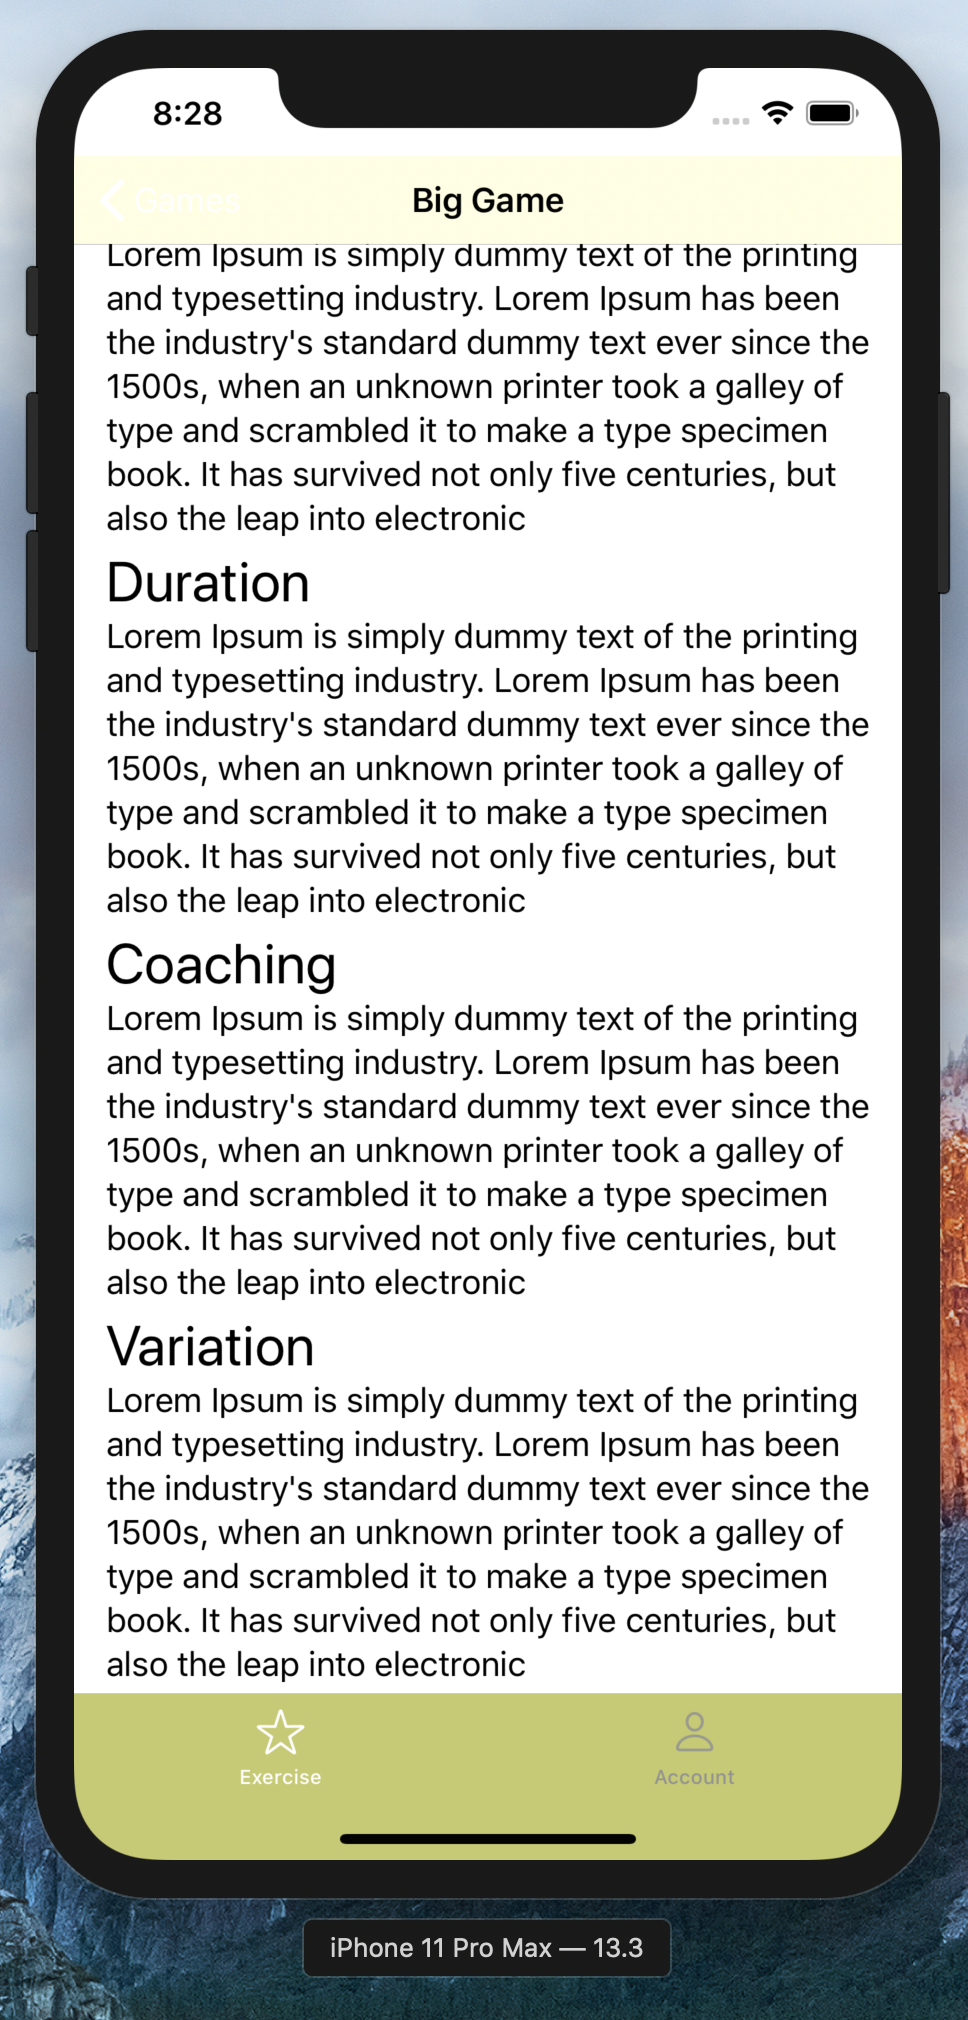 8:28
Games
Big Game
Lorem Ipsum is simply dummy text of the printing
and typesetting industry. Lorem Ipsum has been
the industry's standard dummy text ever since the
1500s, when an unknown printer took a galley of
type and scrambled it to make a type specimen
book. It has survived not only five centuries, but
also the leap into electronic
Duration
Lorem Ipsum is simply dummy text of the printing
and typesetting industry. Lorem Ipsum has been
the industry's standard dummy text ever since the
1500s, when an unknown printer took a galley of
type and scrambled it to make a type specimen
book. It has survived not only five centuries, but
also the leap into electronic
Coaching
Lorem Ipsum is simply dummy text of the printing
and typesetting industry. Lorem Ipsum has been
the industry's standard dummy text ever since the
1500s, when an unknown printer took a galley of
type and scrambled it to make a type specimen
book. It has survived not only five centuries, but
also the leap into electronic
Variation
Lorem Ipsum is simply dummy text of the printing
and typesetting industry. Lorem Ipsum has been
the industry's standard dummy text ever since the
1500s, when an unknown printer took a galley of
type and scrambled it to make a type specimen
book. It has survived not only five centuries, but
also the leap into electronic
Exercise
Account
iPhone 11 Pro Max — 13.3